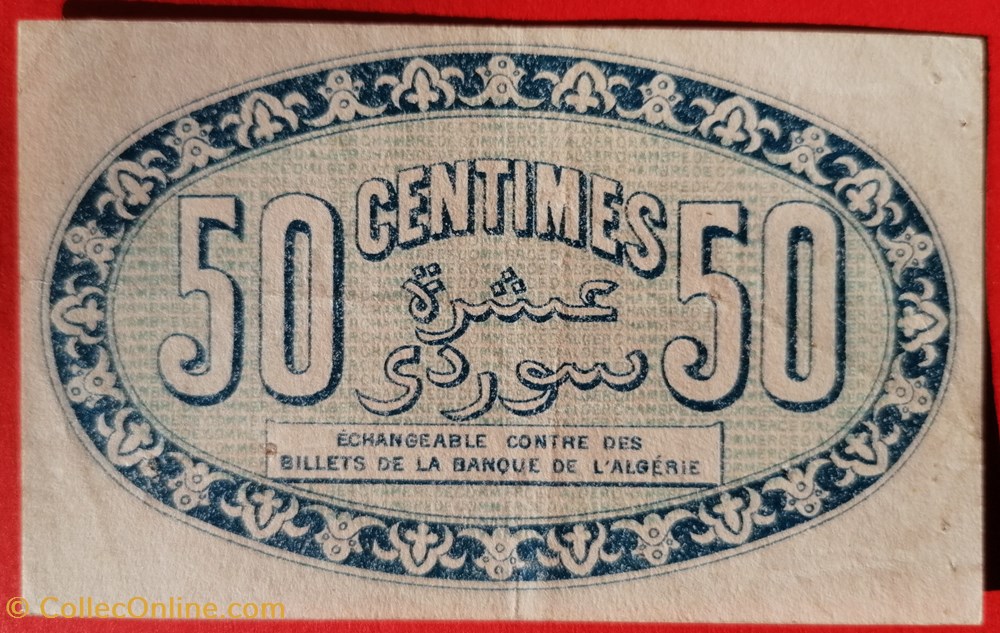 CENTIMES
50 50
عشرة
سوردى
ÉCHANGEABLE CONTRE DES
BILLETS DE LA BANQUE DE L'ALGÉRIE
© CollecOnline.com